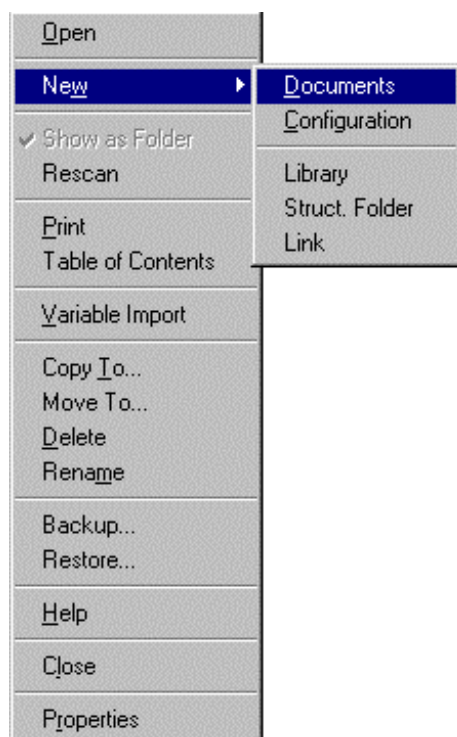 Open
New
Documents
Configuration
Show as Folder
Rescan
Library
Struct. Folder
Link
Print
Table of Contents
Variable Import
Copy To...
Move To...
Delete
Rename
Backup...
Restore...
Help
Close
Properties